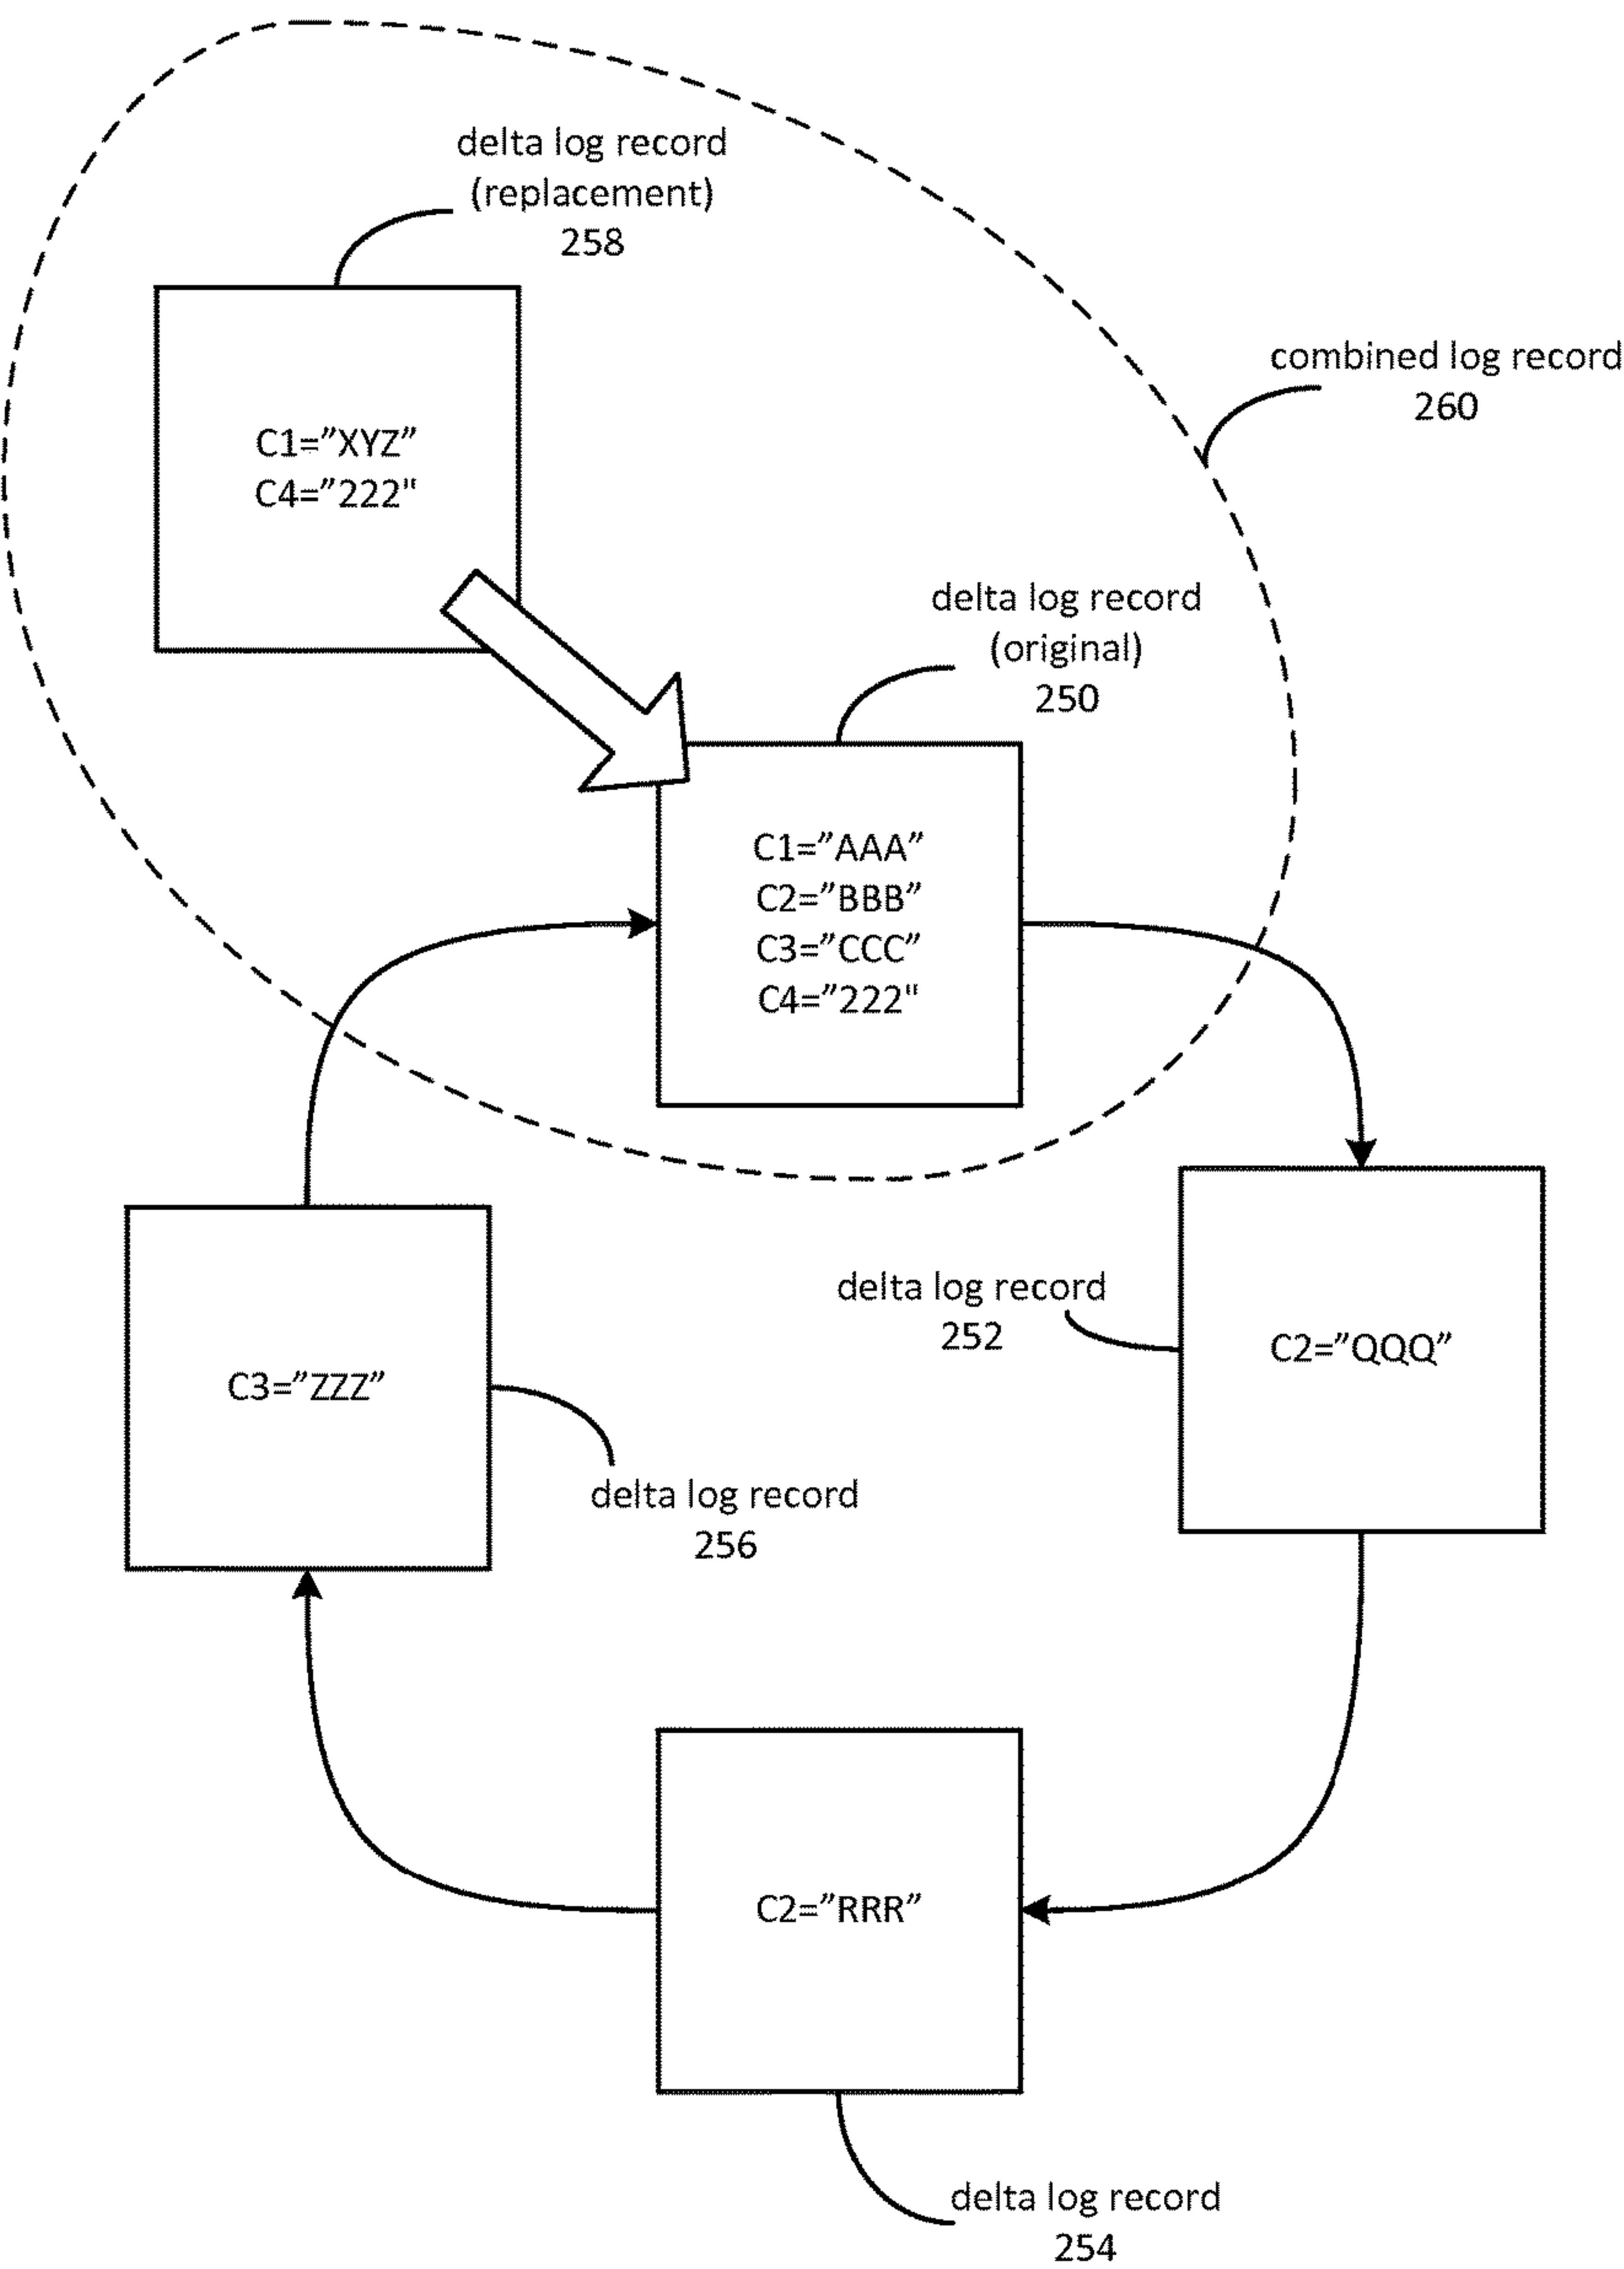 delta log record
(replacement)
258
combined log record
260
C1=”XYZ”
C4=”222"
delta log record
(original)
250
C1=”AAA”
C2=”BBB”
C3=”CCC”
C4=”222"
delta log record
252
C2=”QQQ”
C3=”ZZZ”
delta log record
256
C2=”RRR”
delta log record
254